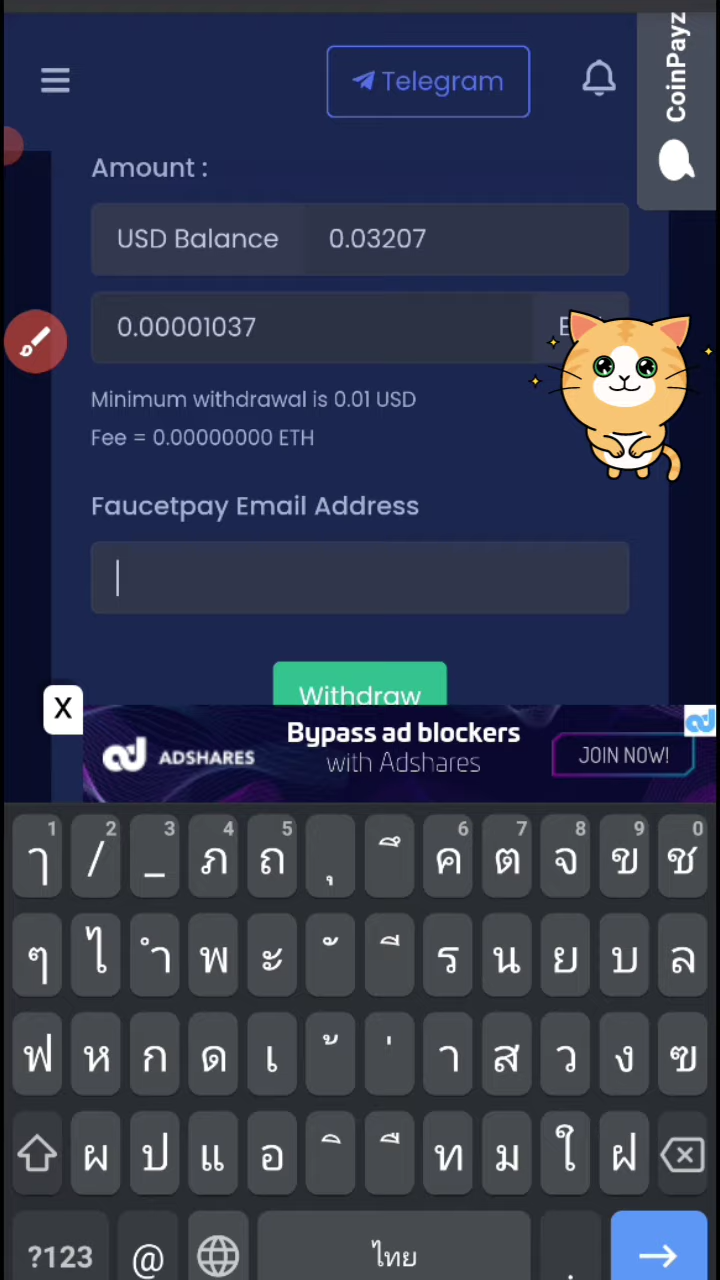 CoinPayz
Telegram
Amount :
USD Balance 0.03207
0.00001037
Minimum withdrawal is 0.01 USD
Fee = 0.00000000 ETH
Faucetpay Email Address
Withdraw
X
ADSHARES
Bypass ad blockers
with Adshares
JOIN NOW!
1 2 3 4 5 6 7 8 9 0
ๅ / _ ภ ถ ุ ึ ค ต จ ข ช
ๆ ไ ำ พ ะ ั ี ร น ย บ ล
ฟ ห ก ด เ ้ ่ า ส ว ง ฃ
ผ ป แ อ ิ ื ท ม ใ ฝ
?123 @ ไทย .